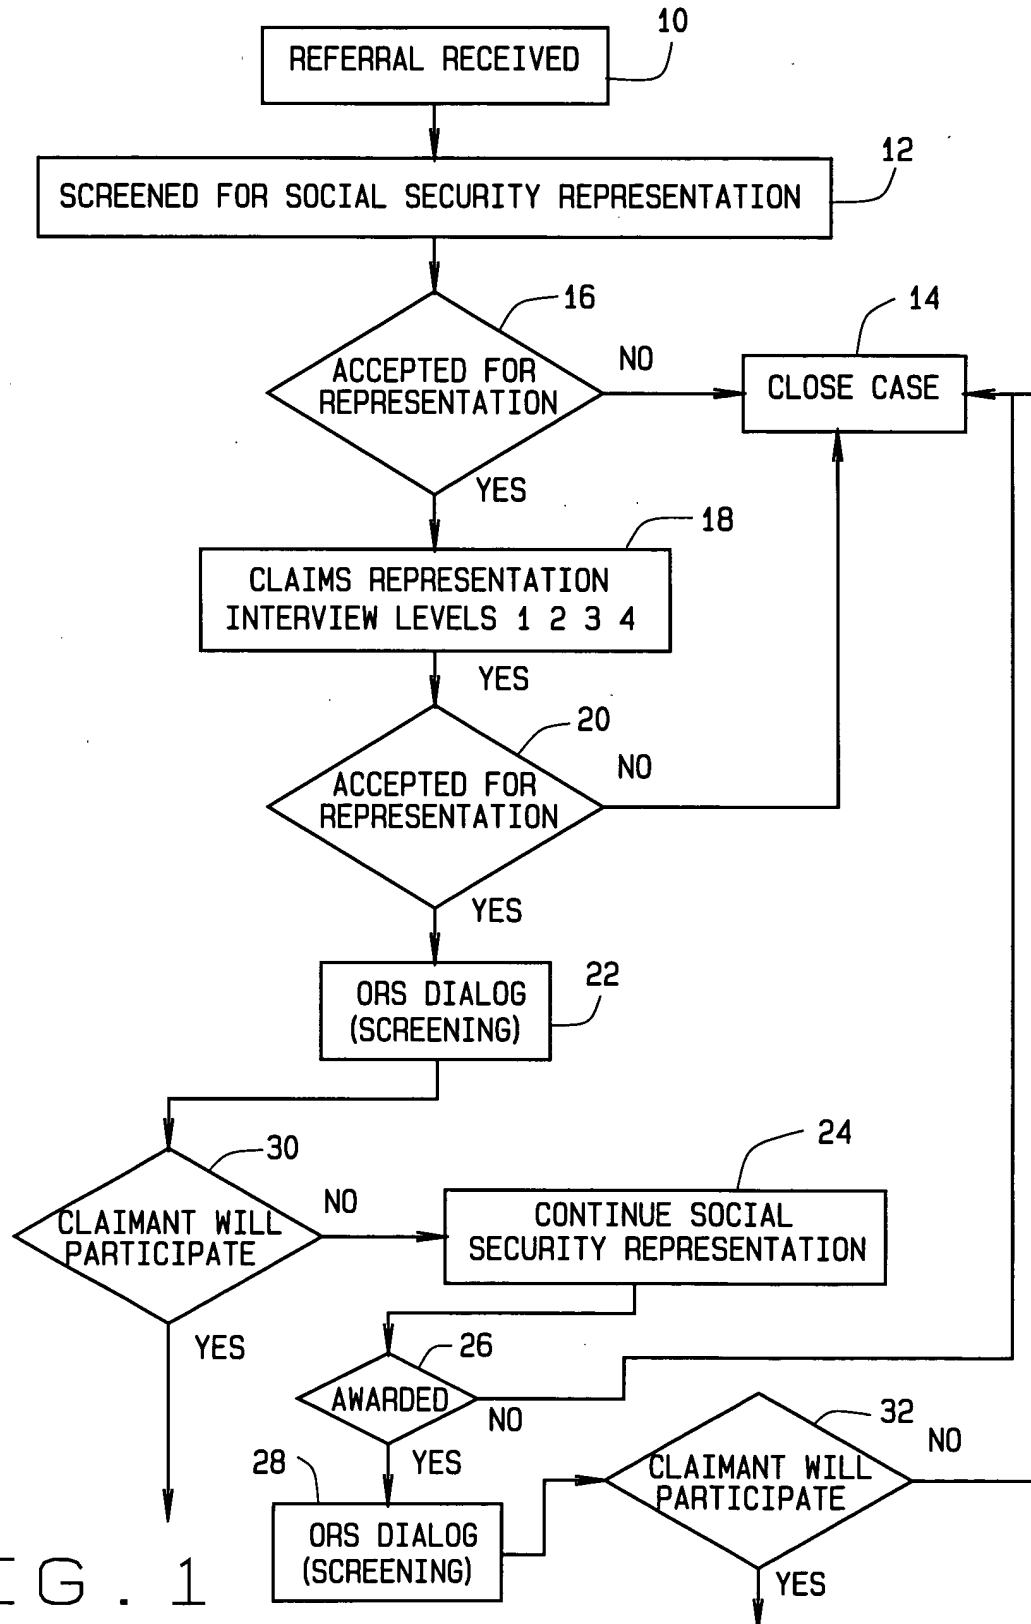 10
REFERRAL RECEIVED
12
SCREENED FOR SOCIAL SECURITY REPRESENTATION
16
14
ACCEPTED FOR
REPRESENTATION
NO
CLOSE CASE
YES
18
CLAIMS REPRESENTATION
INTERVIEW LEVELS 1 2 3 4
YES
20
ACCEPTED FOR
REPRESENTATION
NO
YES
22
ORS DIALOG
(SCREENING)
30
24
CLAIMANT WILL
PARTICIPATE
NO
CONTINUE SOCIAL
SECURITY REPRESENTATION
YES
26
AWARDED
NO
32
NO
YES
28
CLAIMANT WILL
PARTICIPATE
ORS DIALOG
(SCREENING)
YES
IG. 1